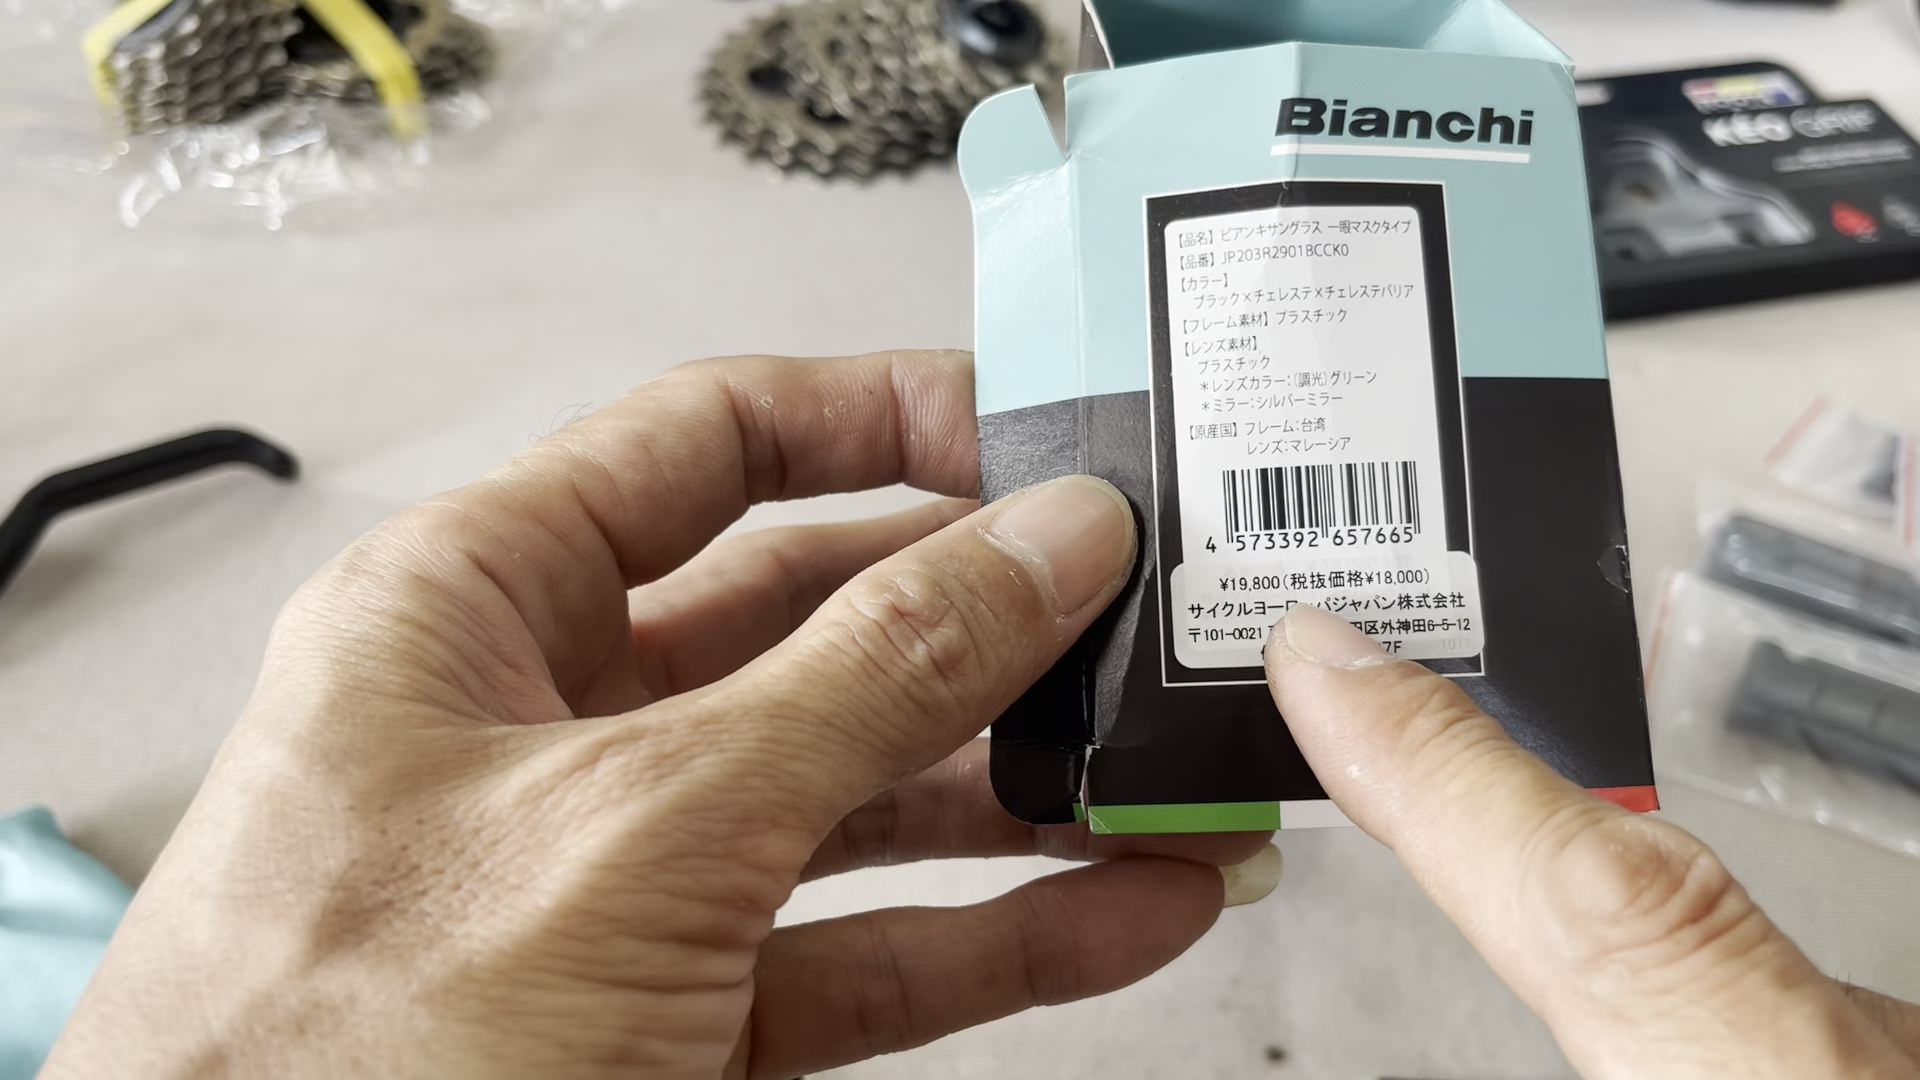 Bianchi
【品名】ビアンキサングラス 一眼マスクタイプ
【品番】JP203R2901BCCK0
【カラー】
ブラック×チェレステ×チェレステバリア
【フレーム素材】プラスチック
【レンズ素材】
プラスチック
*レンズカラー:(調光)グリーン
*ミラー:シルバーミラー
【原産国】フレーム:台湾
レンズ:マレーシア
4 573392 657665
¥19,800(税抜価格¥18,000)
サイクルヨーロッパジャパン株式会社
〒101-0021 田区外神田6-5-12
7F 1077
KEO GRIP